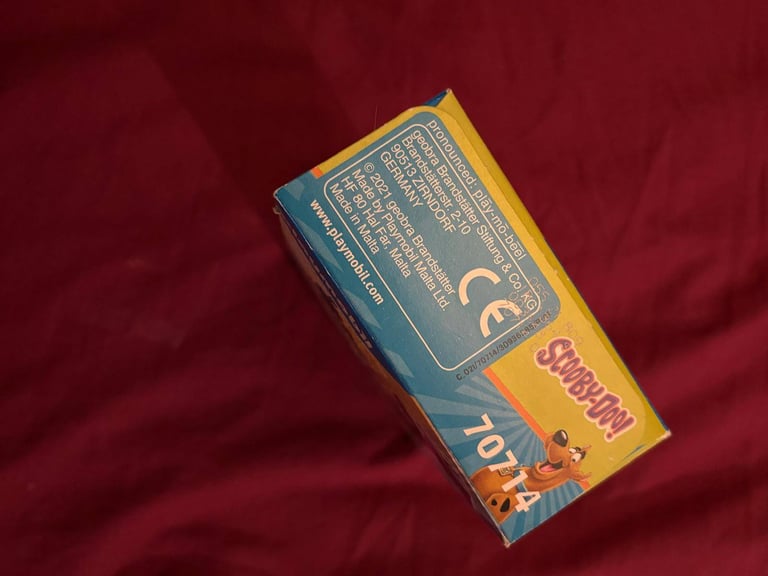 pronounced: play-mo-beel
geobra Brandstätter Stiftung & Co. KG
Brandstätterstr. 2-10
90513 ZIRNDORF
GERMANY
© 2021 geobra Brandstätter
Made by Playmobil Malta Ltd.
HF 80 Hal Far, Malta
Made in Malta
CE
www.playmobil.com
SCOOBY-DOO!
70714